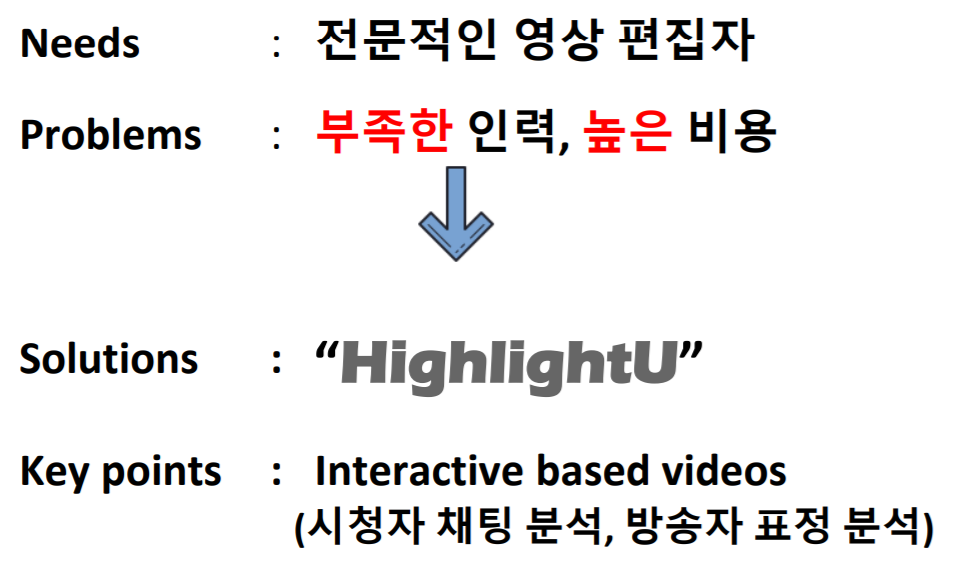 Needs : 전문적인 영상 편집자
Problems : 부족한 인력, 높은 비용
Solutions : “HighlightU”
Key points : Interactive based videos
(시청자 채팅 분석, 방송자 표정 분석)